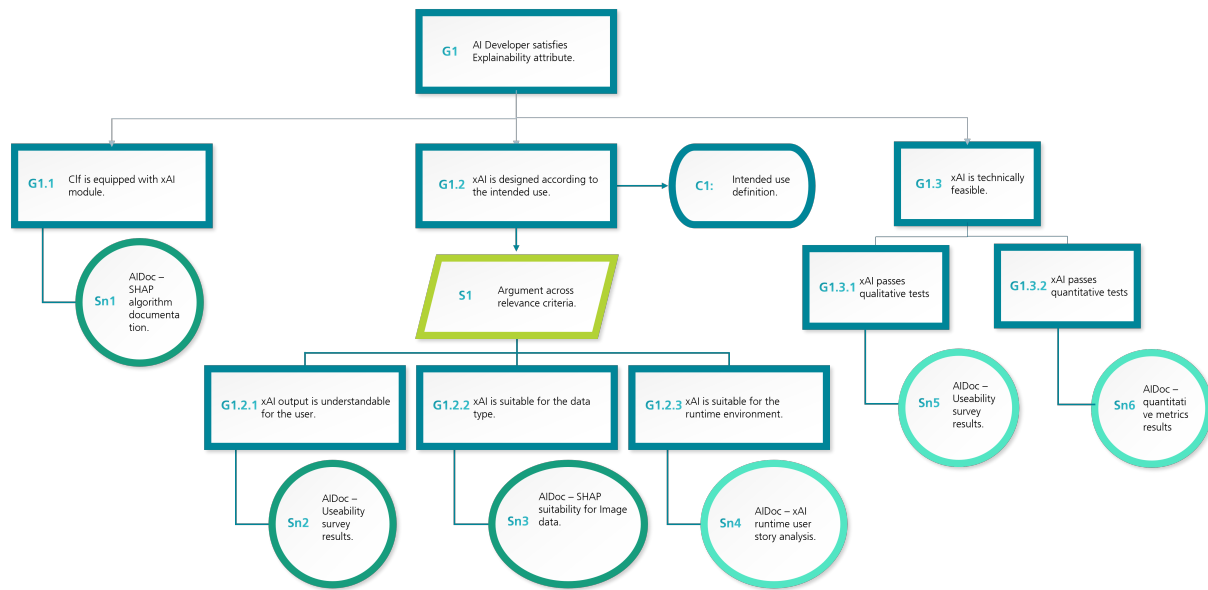 G1
AI Developer satisfies
Explainability attribute.
G1.1
Clf is equipped with xAI
module.
G1.2
xAI is designed according to
the intended use.
C1:
Intended use
definition.
G1.3
xAI is technically
feasible.
Sn1
AIDoc –
SHAP
algorithm
documenta
tion.
S1
Argument across
relevance criteria.
G1.3.1
xAI passes
qualitative tests
G1.3.2
xAI passes
quantitative tests
G1.2.1
xAI output is understandable
for the user.
G1.2.2
xAI is suitable for the data
type.
G1.2.3
xAI is suitable for the
runtime environment.
Sn5
AIDoc –
Useability
survey
results.
Sn6
AIDoc –
quantitati
ve metrics
results
Sn2
AIDoc –
Useability
survey
results.
Sn3
AIDoc – SHAP
suitability for Image
data.
Sn4
AIDoc – xAI
runtime user
story analysis.